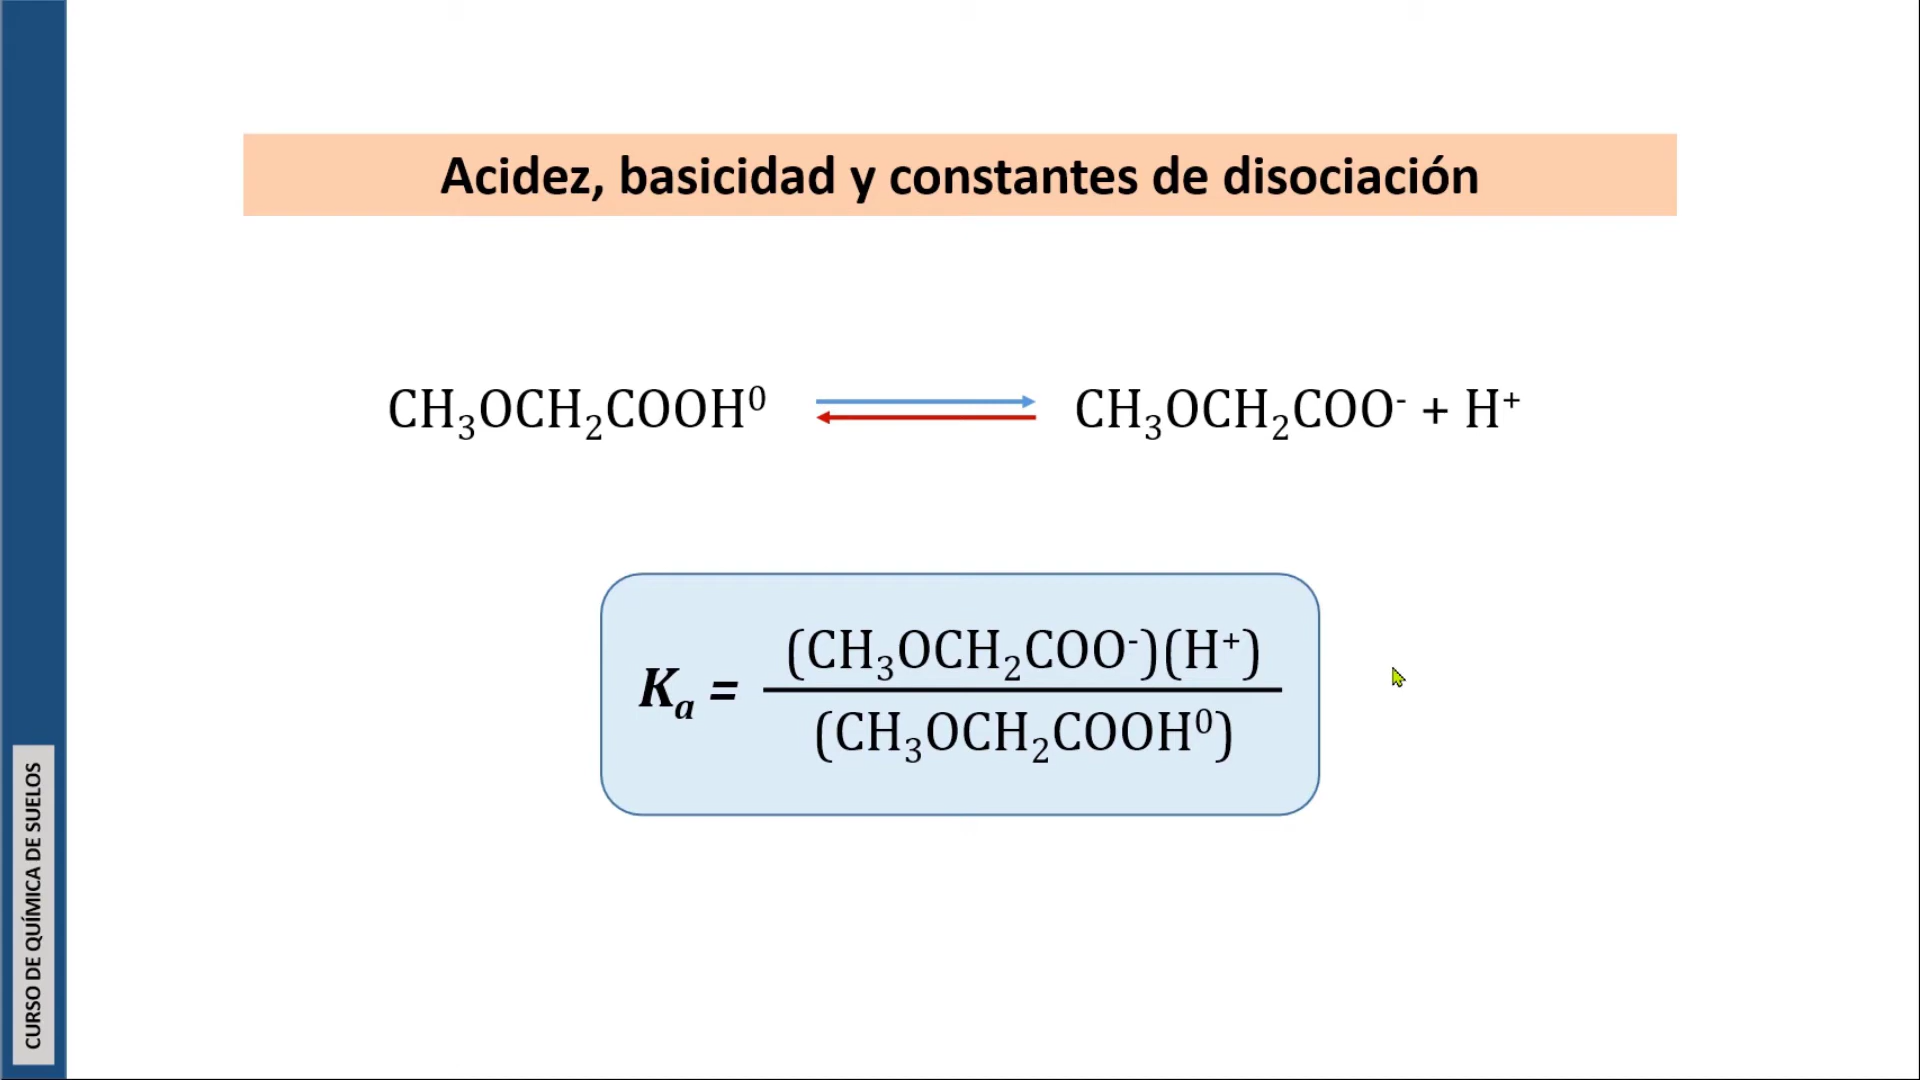 Acidez, basicidad y constantes de disociación
CH₃OCH₂COOH⁰ CH₃OCH₂COO⁻ + H⁺
(CH₃OCH₂COO⁻)(H⁺)
Kₐ =
(CH₃OCH₂COOH⁰)
CURSO DE QUÍMICA DE SUELOS